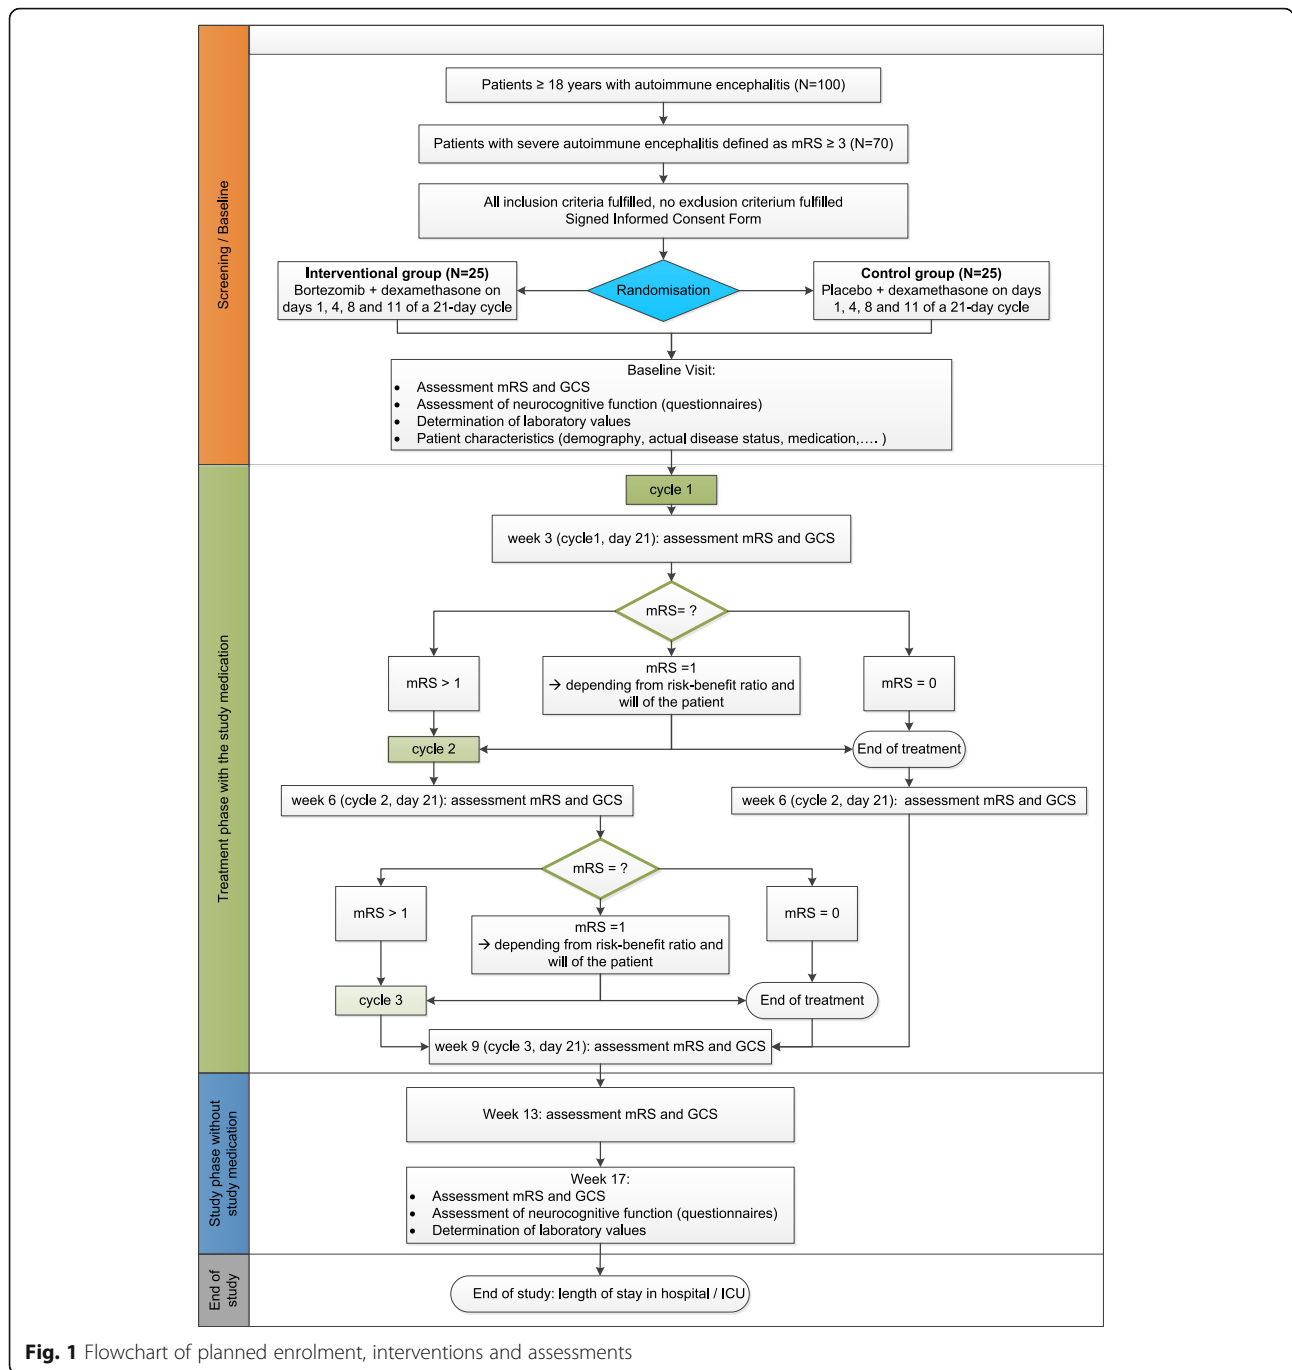 Screening / Baseline
Patients ≥ 18 years with autoimmune encephalitis (N=100)
Patients with severe autoimmune encephalitis defined as mRS ≥ 3 (N=70)
All inclusion criteria fulfilled, no exclusion criterium fulfilled
Signed Informed Consent Form
Interventional group (N=25)
Bortezomib + dexamethasone on
days 1, 4, 8 and 11 of a 21-day cycle
Randomisation
Control group (N=25)
Placebo + dexamethasone on days
1, 4, 8 and 11 of a 21-day cycle
Baseline Visit:
• Assessment mRS and GCS
• Assessment of neurocognitive function (questionnaires)
• Determination of laboratory values
• Patient characteristics (demography, actual disease status, medication,.... )
Treatment phase with the study medication
cycle 1
week 3 (cycle1, day 21): assessment mRS and GCS
mRS= ?
mRS > 1
mRS =1
→ depending from risk-benefit ratio and
will of the patient
mRS = 0
cycle 2
End of treatment
week 6 (cycle 2, day 21): assessment mRS and GCS
week 6 (cycle 2, day 21): assessment mRS and GCS
mRS = ?
mRS > 1
mRS =1
→ depending from risk-benefit ratio and
will of the patient
mRS = 0
cycle 3
End of treatment
week 9 (cycle 3, day 21): assessment mRS and GCS
Study phase without
study medication
Week 13: assessment mRS and GCS
Week 17:
• Assessment mRS and GCS
• Assessment of neurocognitive function (questionnaires)
• Determination of laboratory values
End of
study
End of study: length of stay in hospital / ICU
Fig. 1 Flowchart of planned enrolment, interventions and assessments